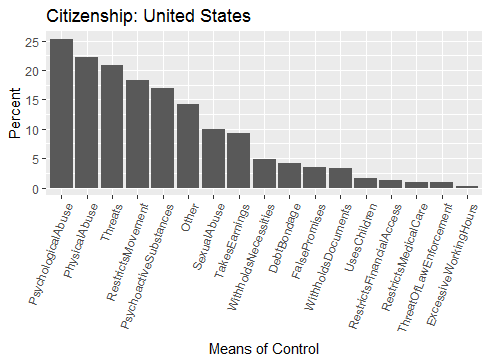 Citizenship: United States
25
20
15
10
5
0
Percent
PsychologicalAbuse
PhysicalAbuse
Threats
RestrictsMovement
PsychoactiveSubstances
Other
SexualAbuse
TakesEarnings
WithholdsNecessities
DebtBondage
FalsePromises
WithholdsDocuments
UsesChildren
RestrictsFinancialAccess
RestrictsMedicalCare
ThreatOfLawEnforcement
ExcessiveWorkingHours
Means of Control